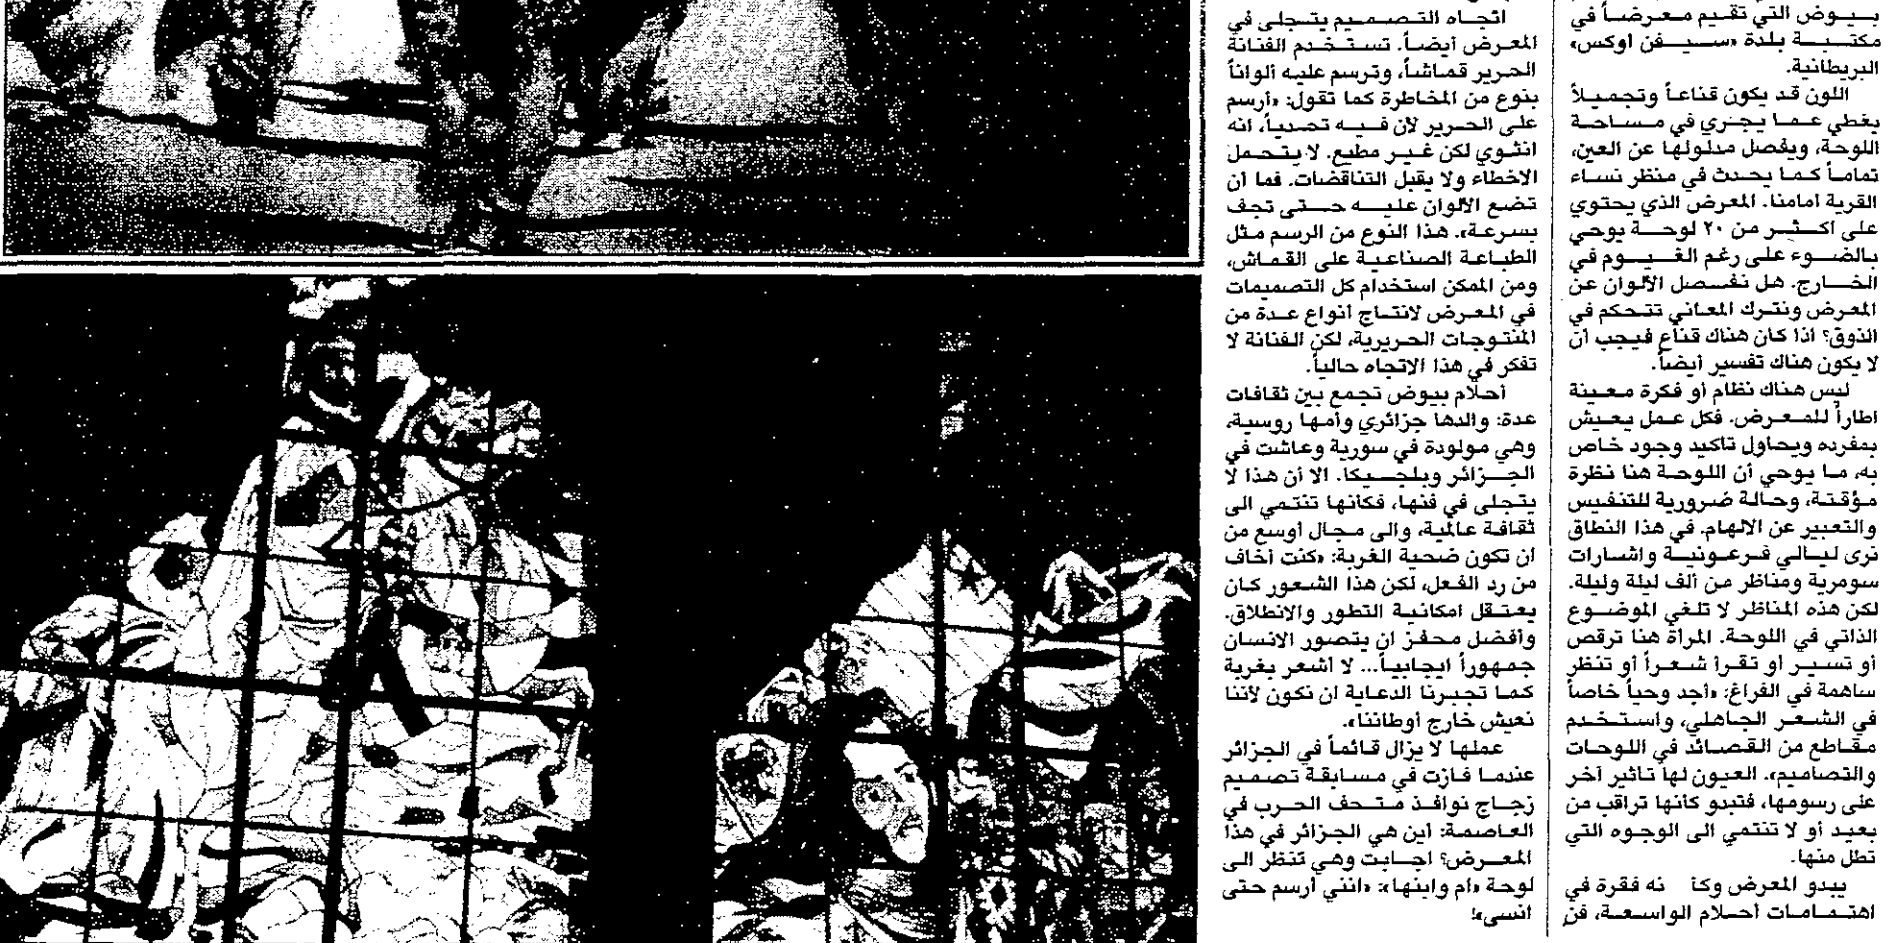 بيوض التي تقيم معرضاً في
مكتبة بلدة «سيفن اوكس»
البريطانية.
اللون قد يكون قناعاً وتجميلاً
يغطي عما يجري في مساحة
اللوحة، ويفصل مدلولها عن العين،
تماماً كما يحدث في منظر نساء
القرية امامنا. المعرض الذي يحتوي
على اكثر من ٢٠ لوحة يوحي
بالضوء على رغم الغيوم في
الخارج. هل نفصل الألوان عن
المعرض ونترك المعاني تتحكم في
الذوق؟ اذا كان هناك قناع فيجب أن
لا يكون هناك تفسير أيضاً.
ليس هناك نظام أو فكرة معينة
اطاراً للمعرض. فكل عمل يعيش
بمفرده ويحاول تاكيد وجود خاص
به، ما يوحي أن اللوحة هنا نظرة
مؤقتة، وحالة ضرورية للتنفيس
والتعبير عن الالهام. في هذا النطاق
نرى ليالي فرعونية واشارات
سومرية ومناظر من ألف ليلة وليلة.
لكن هذه المناظر لا تلغي الموضوع
الذاتي في اللوحة. المرأة هنا ترقص
أو تسير او تقرا شعراً أو تنظر
ساهمة في الفراغ: «أجد وحياً خاصاً
في الشعر الجاهلي، واستخدم
مقاطع من القصائد في اللوحات
والتصاميم». العيون لها تاثير آخر
على رسومها، فتبدو كأنها تراقب من
بعيد أو لا تنتمي الى الوجوه التي
تطل منها.
يبدو المعرض وكأ نه فقرة في
اهتمامات أحلام الواسعة، فن
اتجاه التصميم يتجلى في
المعرض أيضاً. تستخدم الفنانة
الحرير قماشاً، وترسم عليه ألواناً
بنوع من المخاطرة كما تقول: «أرسم
على الحرير لأن فيه تحدياً، انه
انثوي لكن غير مطيع. لا يتحمل
الاخطاء ولا يقبل التناقضات. فما أن
تضع الألوان عليه حتى تجف
بسرعة». هذا النوع من الرسم مثل
الطباعة الصناعية على القماش،
ومن الممكن استخدام كل التصميمات
في المعرض لانتاج أنواع عدة من
المنتوجات الحريرية، لكن الفنانة لا
تفكر في هذا الاتجاه حالياً.
أحلام بيوض تجمع بين ثقافات
عدة: والدها جزائري وأمها روسية،
وهي مولودة في سورية وعاشت في
الجزائر وبلجيكا. الا أن هذا لا
يتجلى في فنها، فكأنها تنتمي الى
ثقافة عالمية، والى مجال أوسع من
ان تكون ضحية الغربة: «كنت أخاف
من رد الفعل، لكن هذا الشعور كان
يعتقل امكانية التطور والانطلاق.
وأفضل محفز ان يتصور الانسان
جمهوراً ايجابياً... لا أشعر بغربة
كما تجبرنا الدعاية ان نكون لأننا
نعيش خارج أوطاننا».
عملها لا يزال قائماً في الجزائر
عندما فازت في مسابقة تصميم
زجاج نوافذ متحف الحرب في
العاصمة: أين هي الجزائر في هذا
المعرض؟ اجابت وهي تنظر الى
لوحة «ام وابنها»: «انني أرسم حتى
انسى»!